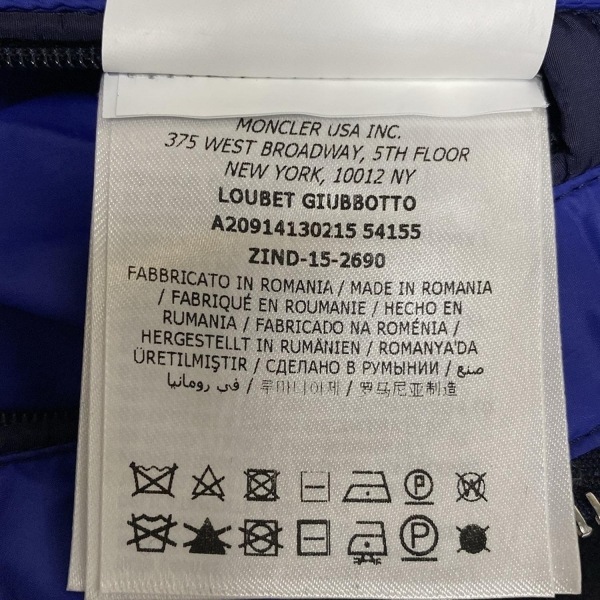 MONCLER USA INC.
375 WEST BROADWAY, 5TH FLOOR
NEW YORK, 10012 NY
LOUBET GIUBBOTTO
A20914130215 54155
ZIND-15-2690
FABBRICATO IN ROMANIA / MADE IN ROMANIA
/ FABRIQUÉ EN ROUMANIE / HECHO EN
RUMANIA / FABRICADO NA ROMÉNIA /
HERGESTELLT IN RUMÄNIEN / ROMANYA'DA
ÜRETILMIŞTIR / СДЕЛАНО В РУМЫНИИ / صنع
في رومانيا / 루마니아제 / 罗马尼亚制造
P W
P